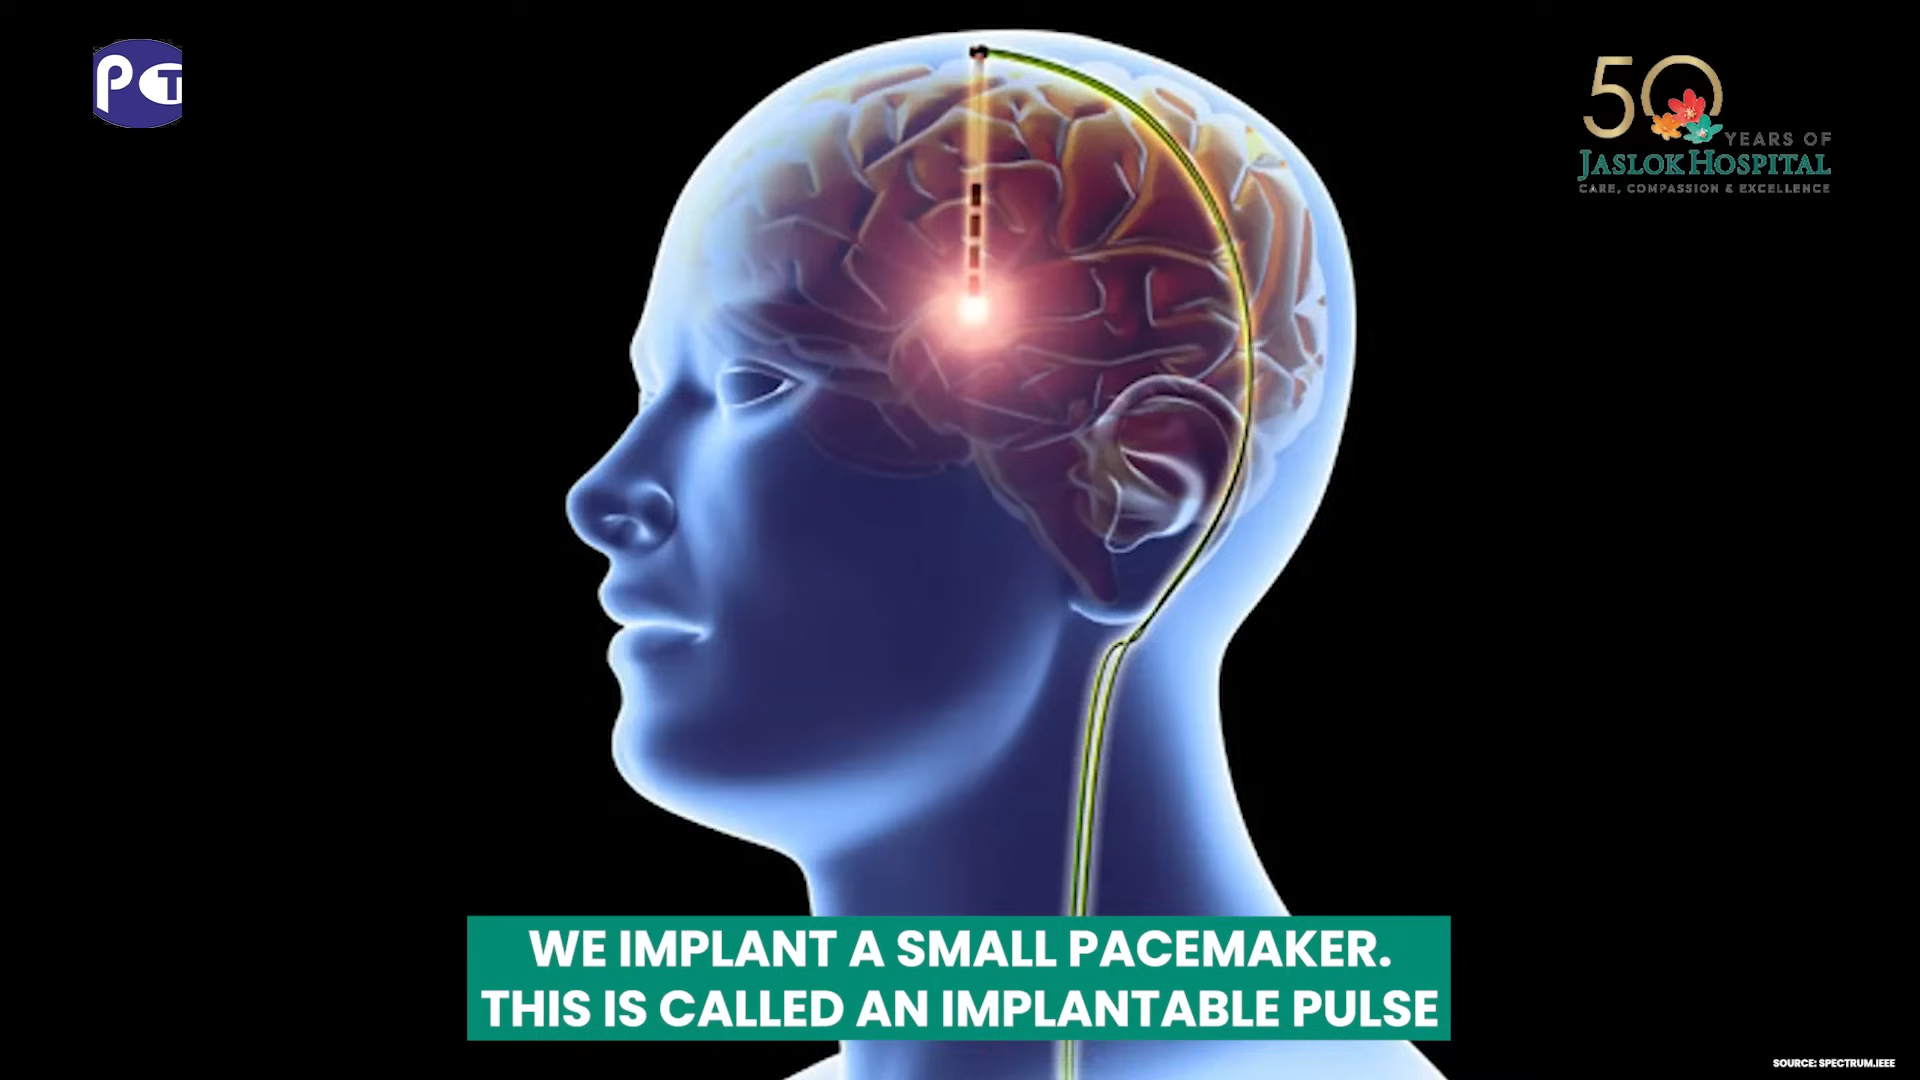 PCT
50
YEARS OF
JASLOK HOSPITAL
CARE, COMPASSION & EXCELLENCE
WE IMPLANT A SMALL PACEMAKER.
THIS IS CALLED AN IMPLANTABLE PULSE
SOURCE: SPECTRUM.IEEE